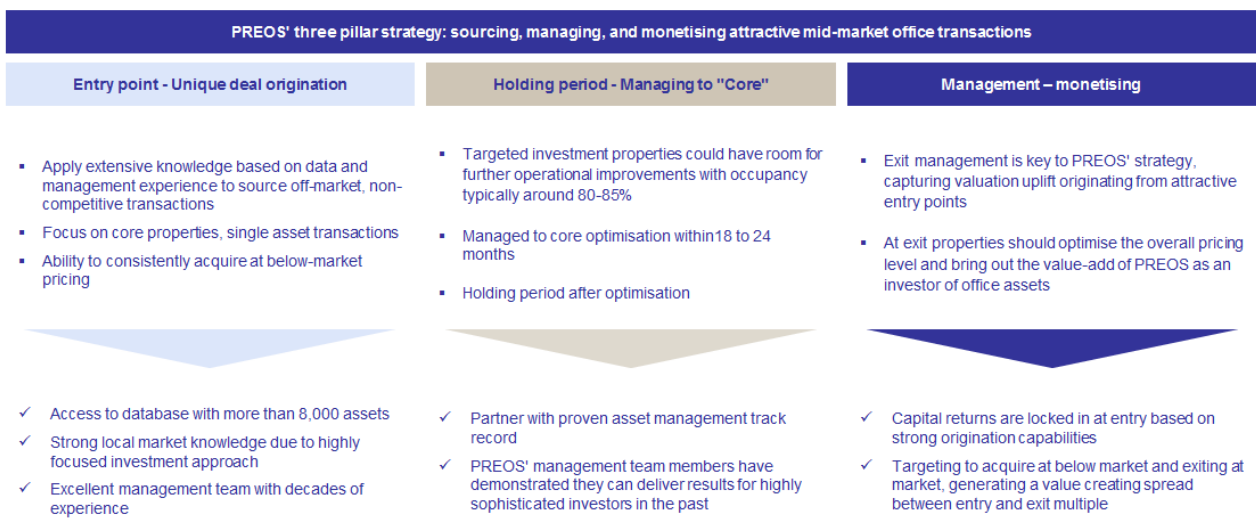 PREOS' three pillar strategy: sourcing, managing, and monetising attractive mid-market office transactions
Entry point - Unique deal origination
▪ Apply extensive knowledge based on data and
management experience to source off-market, non-
competitive transactions
▪ Focus on core properties, single asset transactions
▪ Ability to consistently acquire at below-market
pricing
✓ Access to database with more than 8,000 assets
✓ Strong local market knowledge due to highly
focused investment approach
✓ Excellent management team with decades of
experience
Holding period - Managing to "Core"
▪ Targeted investment properties could have room for
further operational improvements with occupancy
typically around 80-85%
▪ Managed to core optimisation within18 to 24
months
▪ Holding period after optimisation
✓ Partner with proven asset management track
record
✓ PREOS' management team members have
demonstrated they can deliver results for highly
sophisticated investors in the past
Management – monetising
▪ Exit management is key to PREOS' strategy,
capturing valuation uplift originating from attractive
entry points
▪ At exit properties should optimise the overall pricing
level and bring out the value-add of PREOS as an
investor of office assets
✓ Capital returns are locked in at entry based on
strong origination capabilities
✓ Targeting to acquire at below market and exiting at
market, generating a value creating spread
between entry and exit multiple